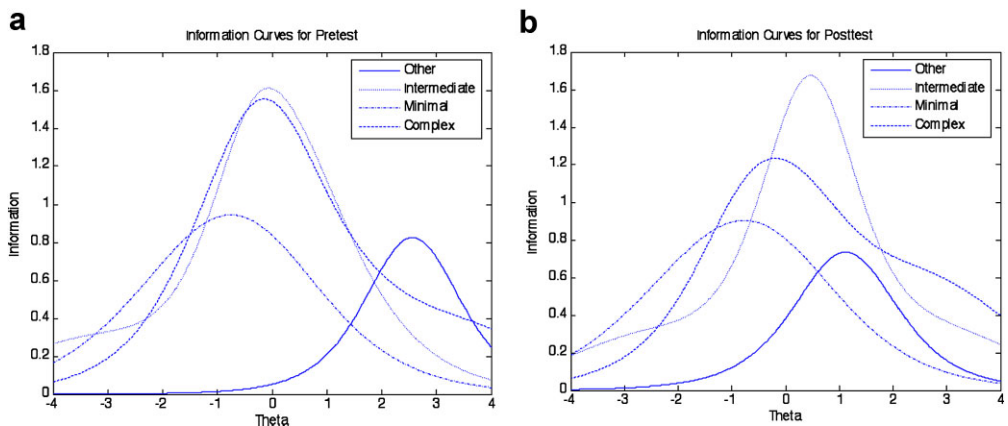 a
Information Curves for Pretest
1.8
1.6
1.4
1.2
1
0.8
0.6
0.4
0.2
0
Information
-4 -3 -2 -1 0 1 2 3 4
Theta
Other
Intermediate
Minimal
Complex
b
Information Curves for Posttest
1.8
1.6
1.4
1.2
1
0.8
0.6
0.4
0.2
0
Information
-4 -3 -2 -1 0 1 2 3 4
Theta
Other
Intermediate
Minimal
Complex